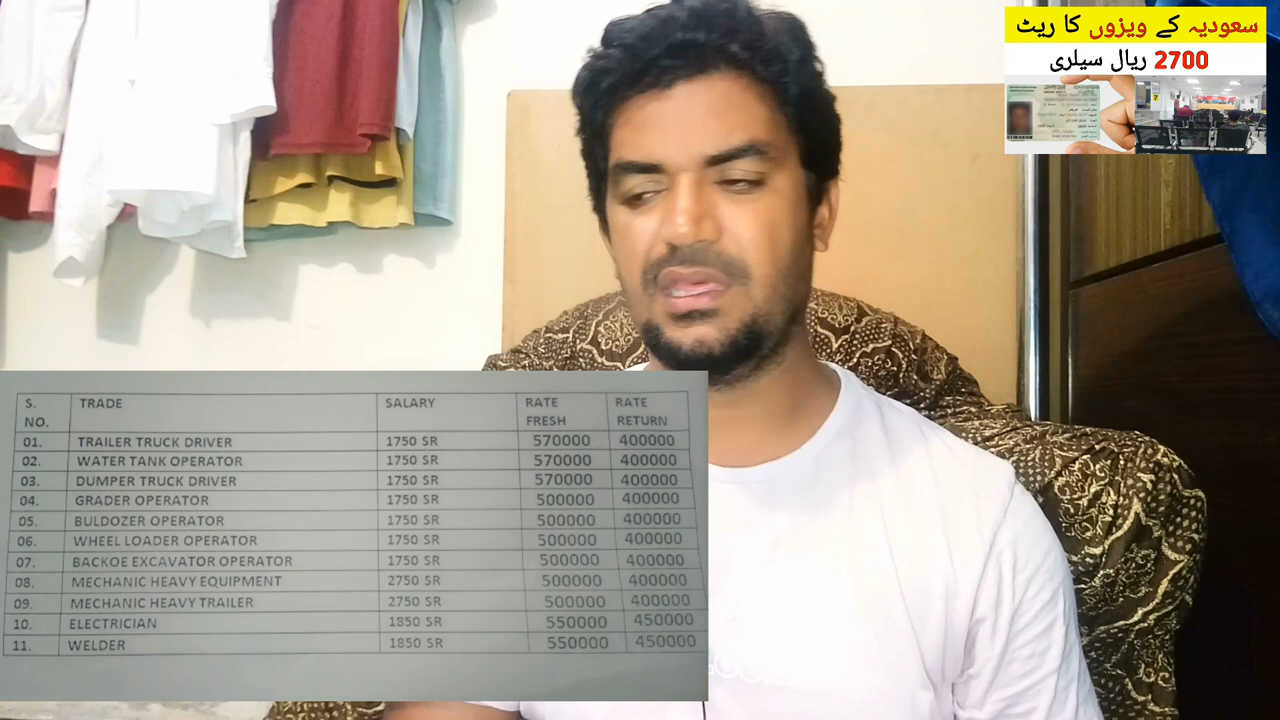 سعودیہ کے ویزوں کا ریٹ
2700 ریال سیلری
S. NO. TRADE SALARY RATE FRESH RATE RETURN
01. TRAILER TRUCK DRIVER 1750 SR 570000 400000
02. WATER TANK OPERATOR 1750 SR 570000 400000
03. DUMPER TRUCK DRIVER 1750 SR 570000 400000
04. GRADER OPERATOR 1750 SR 500000 400000
05. BULDOZER OPERATOR 1750 SR 500000 400000
06. WHEEL LOADER OPERATOR 1750 SR 500000 400000
07. BACKOE EXCAVATOR OPERATOR 1750 SR 500000 400000
08. MECHANIC HEAVY EQUIPMENT 2750 SR 500000 400000
09. MECHANIC HEAVY TRAILER 2750 SR 500000 400000
10. ELECTRICIAN 1850 SR 550000 450000
11. WELDER 1850 SR 550000 450000